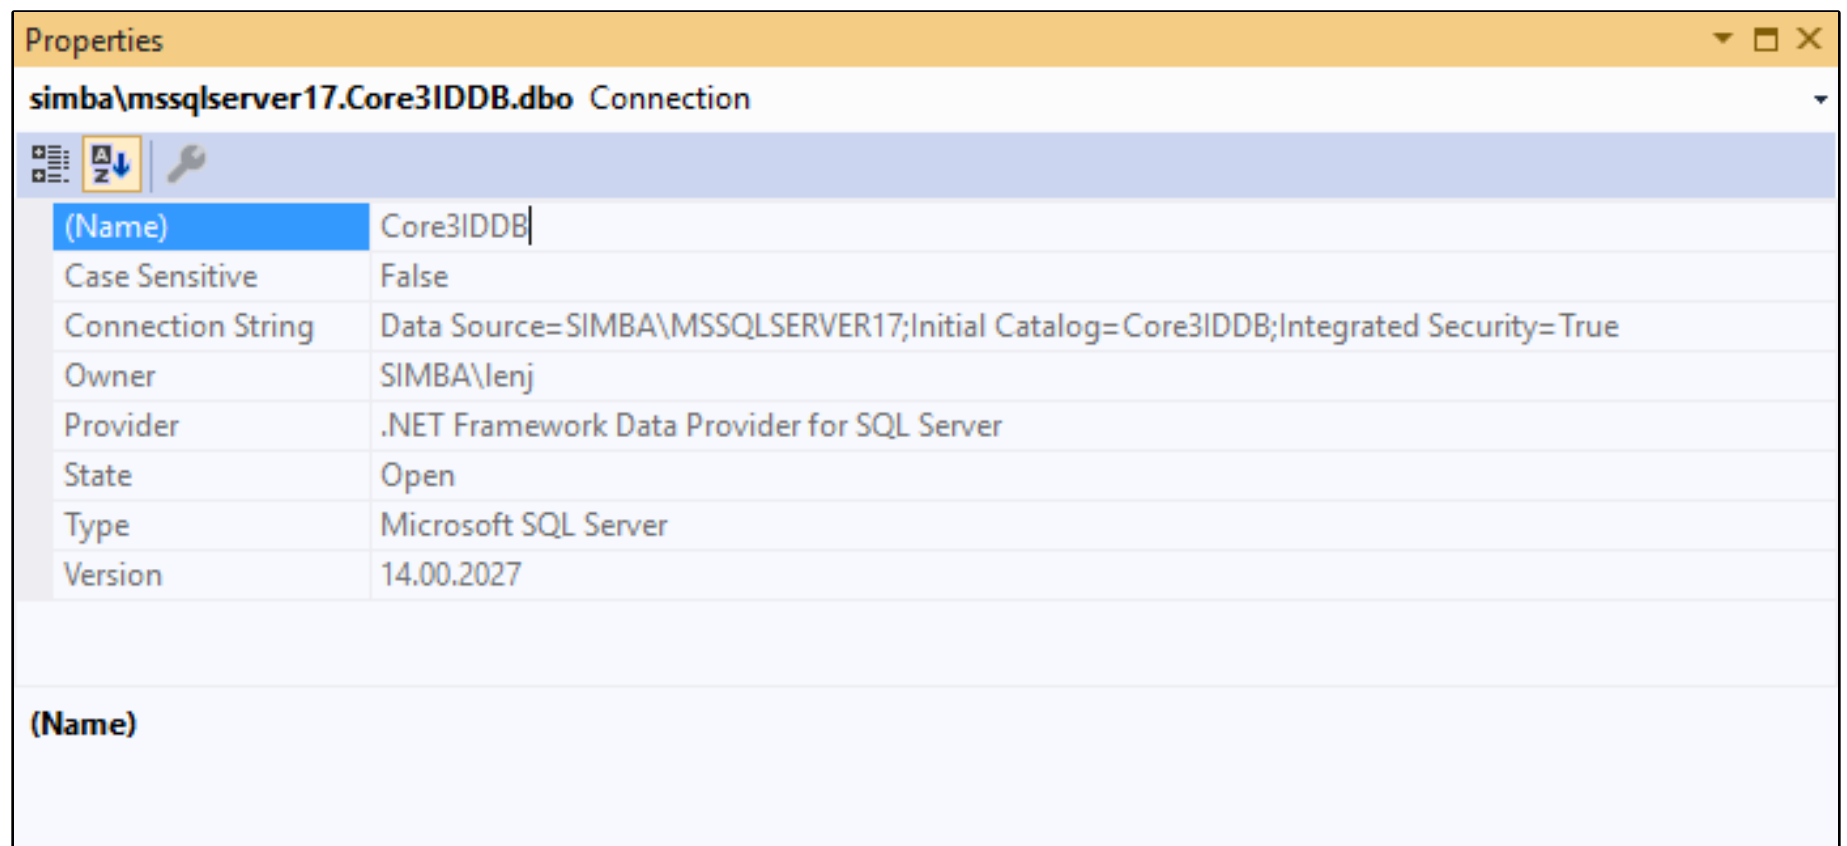 Properties
simba\mssqlserver17.Core3IDDB.dbo Connection
(Name) Core3IDDB
Case Sensitive False
Connection String Data Source=SIMBA\MSSQLSERVER17;Initial Catalog=Core3IDDB;Integrated Security=True
Owner SIMBA\lenj
Provider .NET Framework Data Provider for SQL Server
State Open
Type Microsoft SQL Server
Version 14.00.2027
(Name)